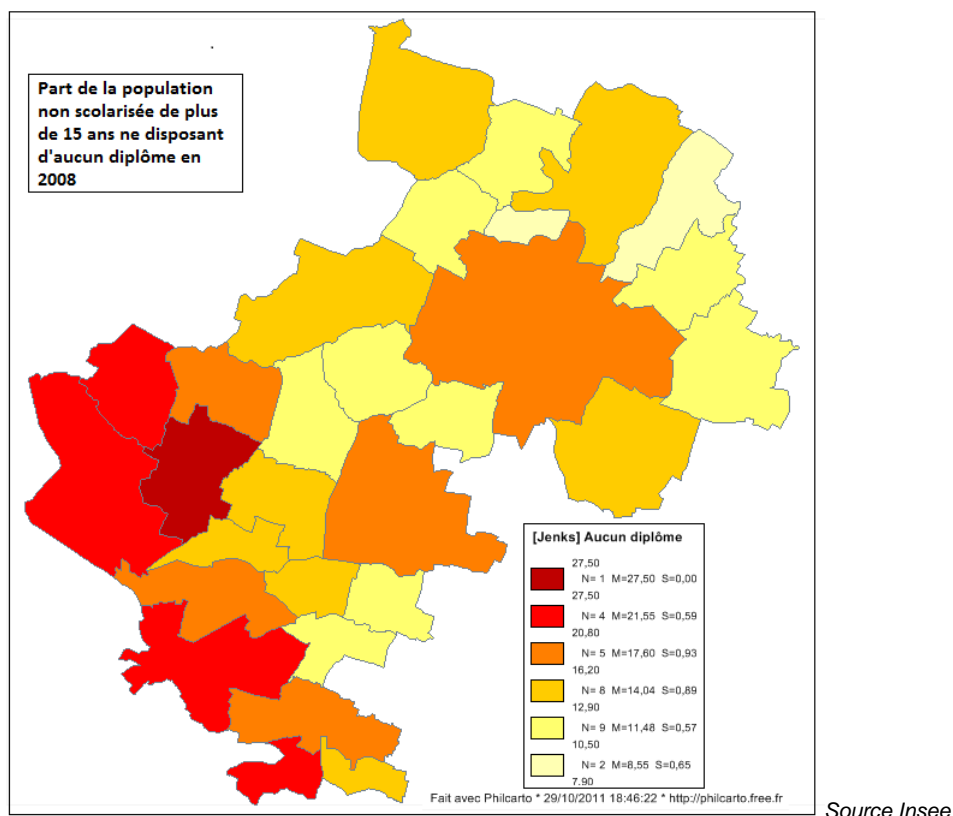 Part de la population
non scolarisée de plus
de 15 ans ne disposant
d'aucun diplôme en
2008
[Jenks] Aucun diplôme
27,50
N= 1 M=27,50 S=0,00
27,50
N= 4 M=21,55 S=0,59
20,80
N= 5 M=17,60 S=0,93
16,20
N= 8 M=14,04 S=0,89
12,90
N= 9 M=11,48 S=0,57
10,50
N= 2 M=8,55 S=0,65
7,90
Fait avec Philcarto * 29/10/2011 18:46:22 * http://philcarto.free.fr
Source Insee